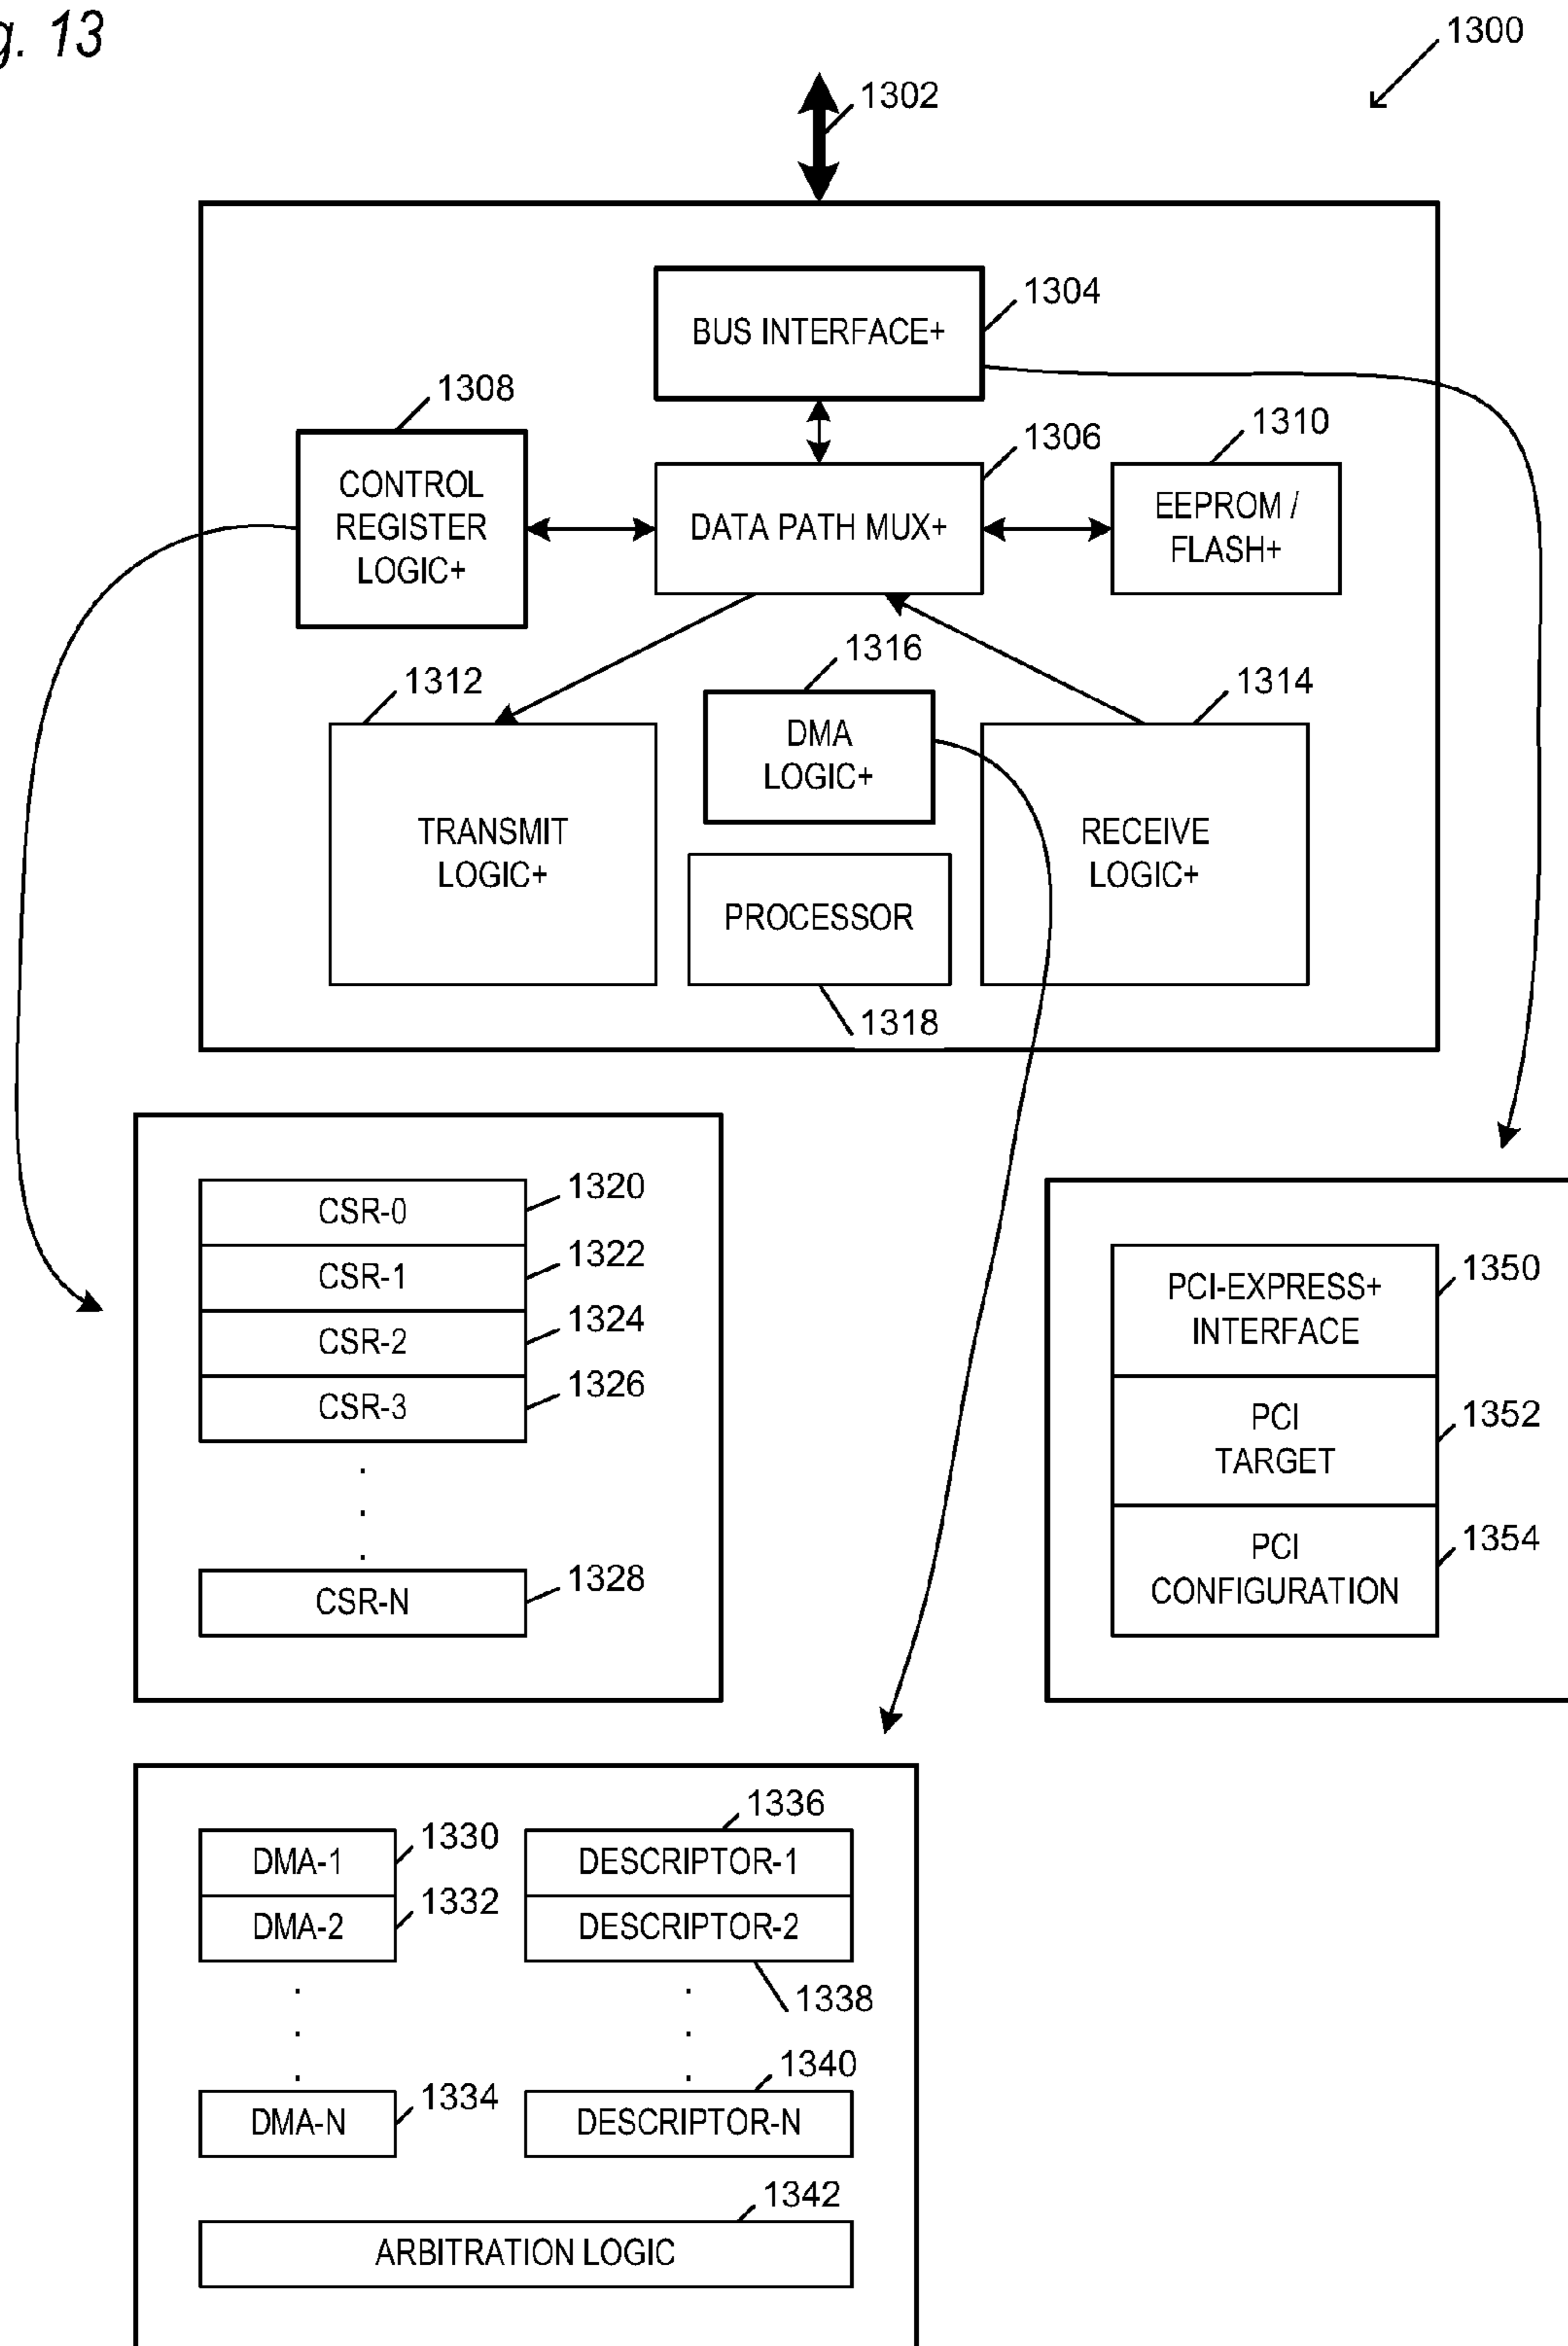 g. 13
1300
1302
1304
BUS INTERFACE+
1308
1306
1310
CONTROL
REGISTER
LOGIC+
DATA PATH MUX+
EEPROM /
FLASH+
1316
1312
1314
DMA
LOGIC+
TRANSMIT
LOGIC+
RECEIVE
LOGIC+
PROCESSOR
1318
CSR-0
1320
CSR-1
1322
CSR-2
1324
CSR-3
1326
.
.
.
CSR-N
1328
PCI-EXPRESS+
INTERFACE
1350
PCI
TARGET
1352
PCI
CONFIGURATION
1354
1336
DMA-1
1330
DESCRIPTOR-1
DMA-2
1332
DESCRIPTOR-2
1338
. .
. .
. .
1340
DMA-N
1334
DESCRIPTOR-N
1342
ARBITRATION LOGIC